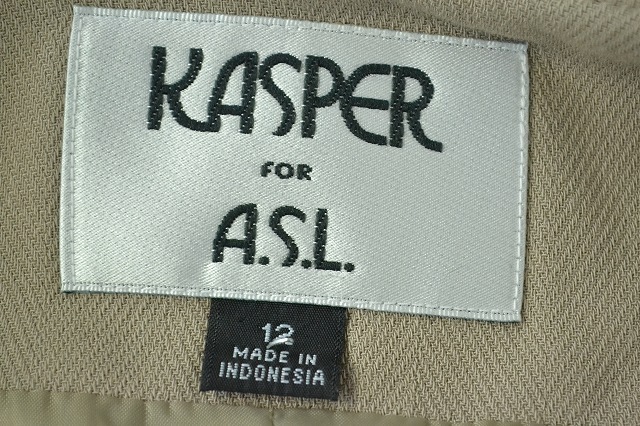 KASPER
FOR
A.S.L.
12
MADE IN
INDONESIA